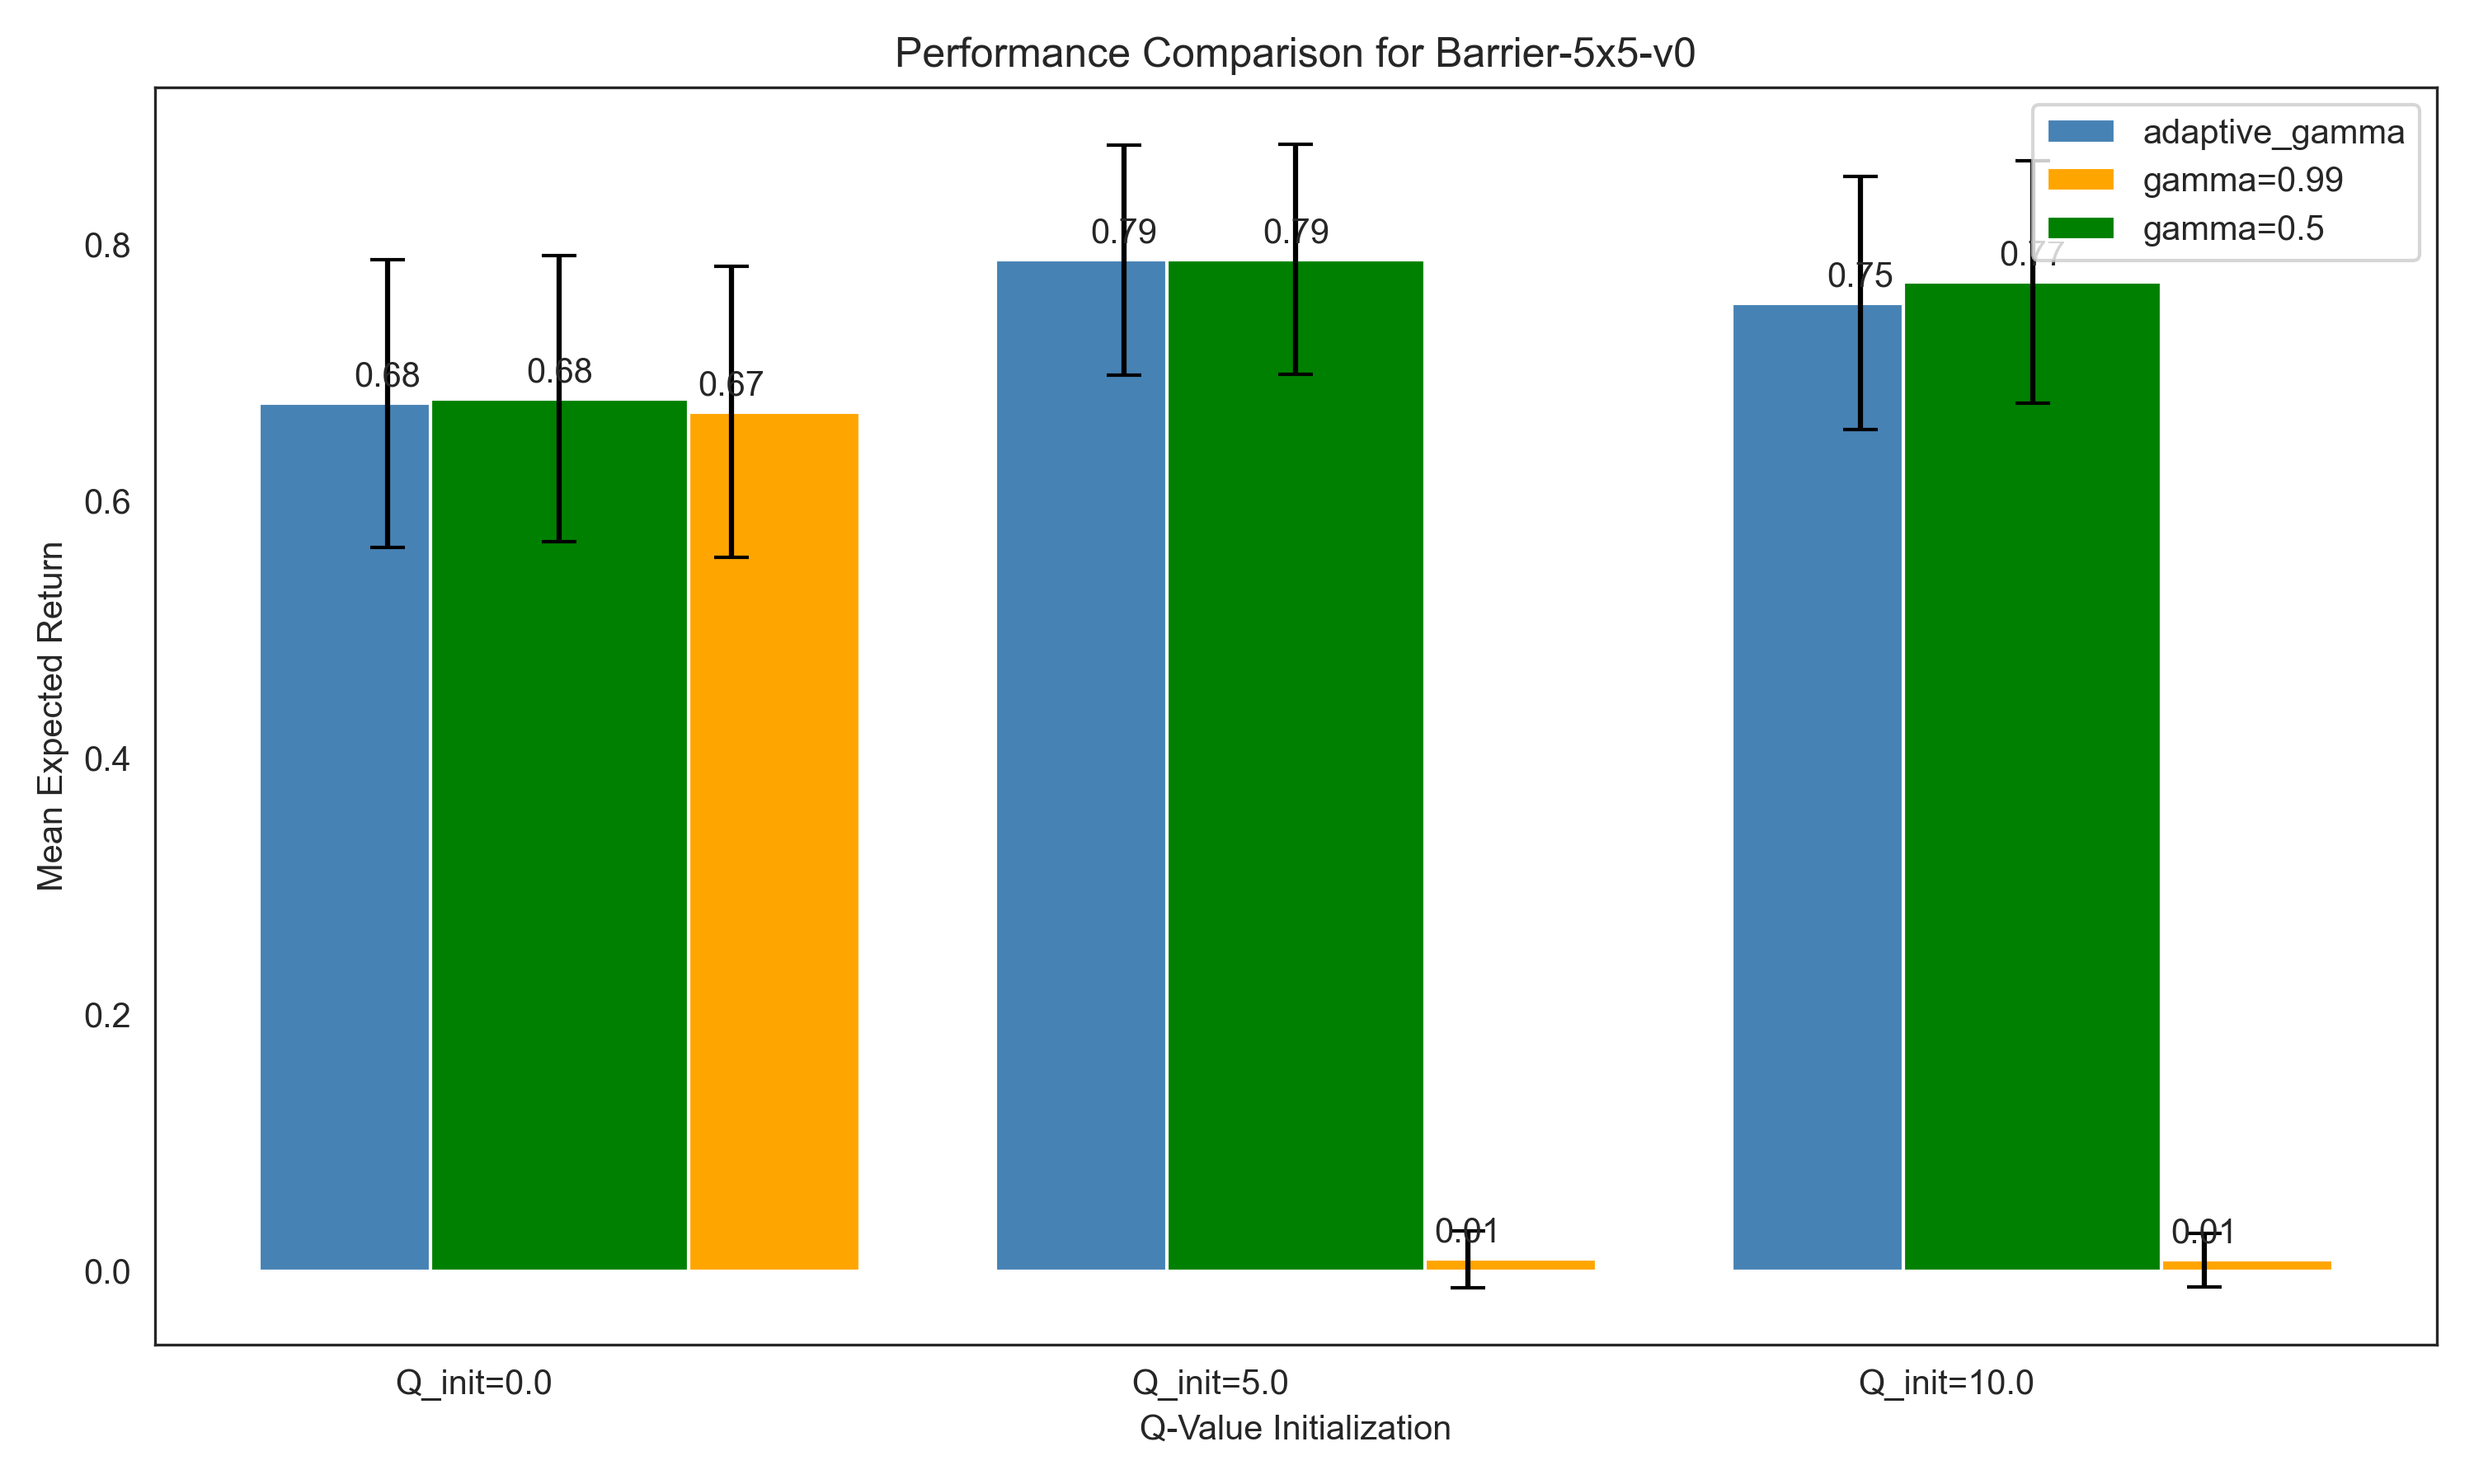 Performance Comparison for Barrier-5x5-v0
adaptive_gamma
gamma=0.99
gamma=0.5
Mean Expected Return
0.8
0.6
0.4
0.2
0.0
0.68
0.68
0.67
0.79
0.79
0.01
0.75
0.77
0.01
Q_init=0.0
Q_init=5.0
Q_init=10.0
Q-Value Initialization